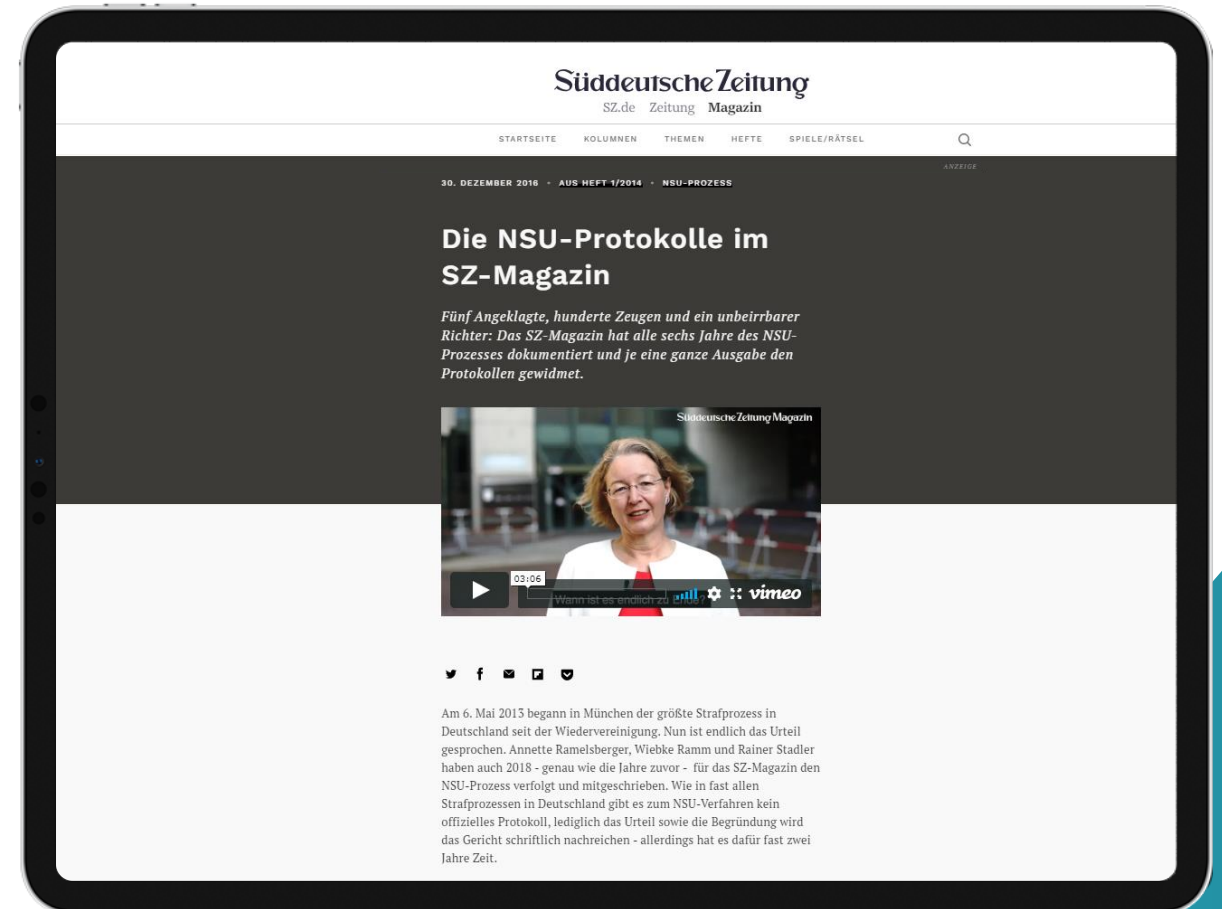 Süddeutsche Zeitung
SZ.de Zeitung Magazin
STARTSEITE KOLUMNEN THEMEN HEFTE SPIELE/RÄTSEL
ANZEIGE
30. DEZEMBER 2016 - AUS HEFT 1/2014 - NSU-PROZESS
Die NSU-Protokolle im
SZ-Magazin
Fünf Angeklagte, hunderte Zeugen und ein unbeirrbarer
Richter: Das SZ-Magazin hat alle sechs Jahre des NSU-
Prozesses dokumentiert und je eine ganze Ausgabe den
Protokollen gewidmet.
Süddeutsche Zeitung Magazin
03:06
Wann ist es endlich zu Ende?
vimeo
Am 6. Mai 2013 begann in München der größte Strafprozess in
Deutschland seit der Wiedervereinigung. Nun ist endlich das Urteil
gesprochen. Annette Ramelsberger, Wiebke Ramm und Rainer Stadler
haben auch 2018 - genau wie die Jahre zuvor - für das SZ-Magazin den
NSU-Prozess verfolgt und mitgeschrieben. Wie in fast allen
Strafprozessen in Deutschland gibt es zum NSU-Verfahren kein
offizielles Protokoll, lediglich das Urteil sowie die Begründung wird
das Gericht schriftlich nachreichen - allerdings hat es dafür fast zwei
Jahre Zeit.